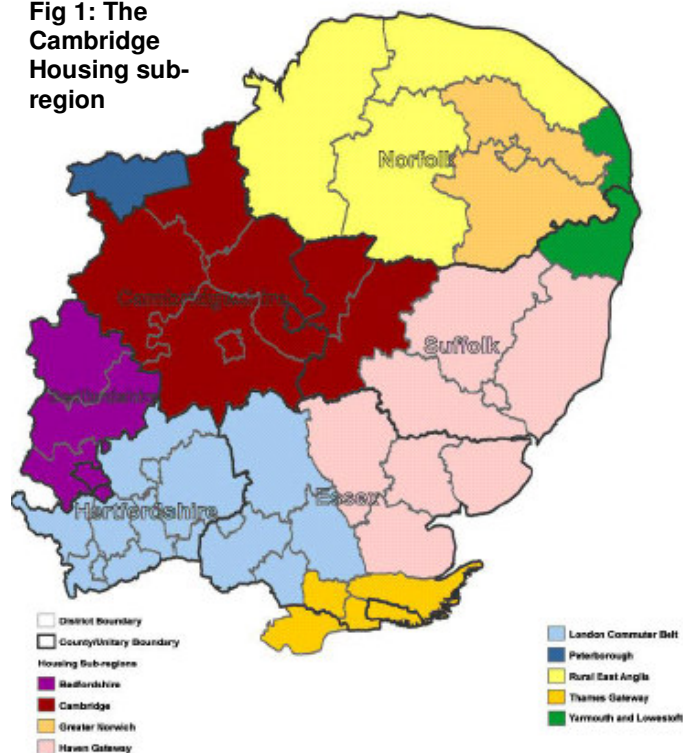 Fig 1: The
Cambridge
Housing sub-
region
Norfolk
Cambridgeshire
Suffolk
Bedfordshire
Essex
Hertfordshire
District Boundary
County/Unitary Boundary
Housing Sub-regions
Bedfordshire
Cambridge
Greater Norwich
Haven Gateway
London Commuter Belt
Peterborough
Rural East Anglia
Thames Gateway
Yarmouth and Lowestoft